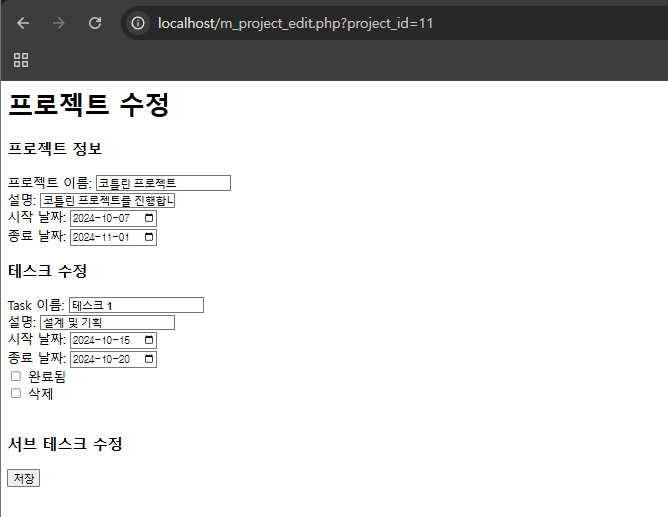 localhost/m_project_edit.php?project_id=11
프로젝트 수정
프로젝트 정보
프로젝트 이름: 코틀린 프로젝트
설명: 코틀린 프로젝트를 진행합니
시작 날짜: 2024-10-07
종료 날짜: 2024-11-01
테스크 수정
Task 이름: 테스크 1
설명: 설계 및 기획
시작 날짜: 2024-10-15
종료 날짜: 2024-10-20
완료됨
삭제
서브 테스크 수정
저장